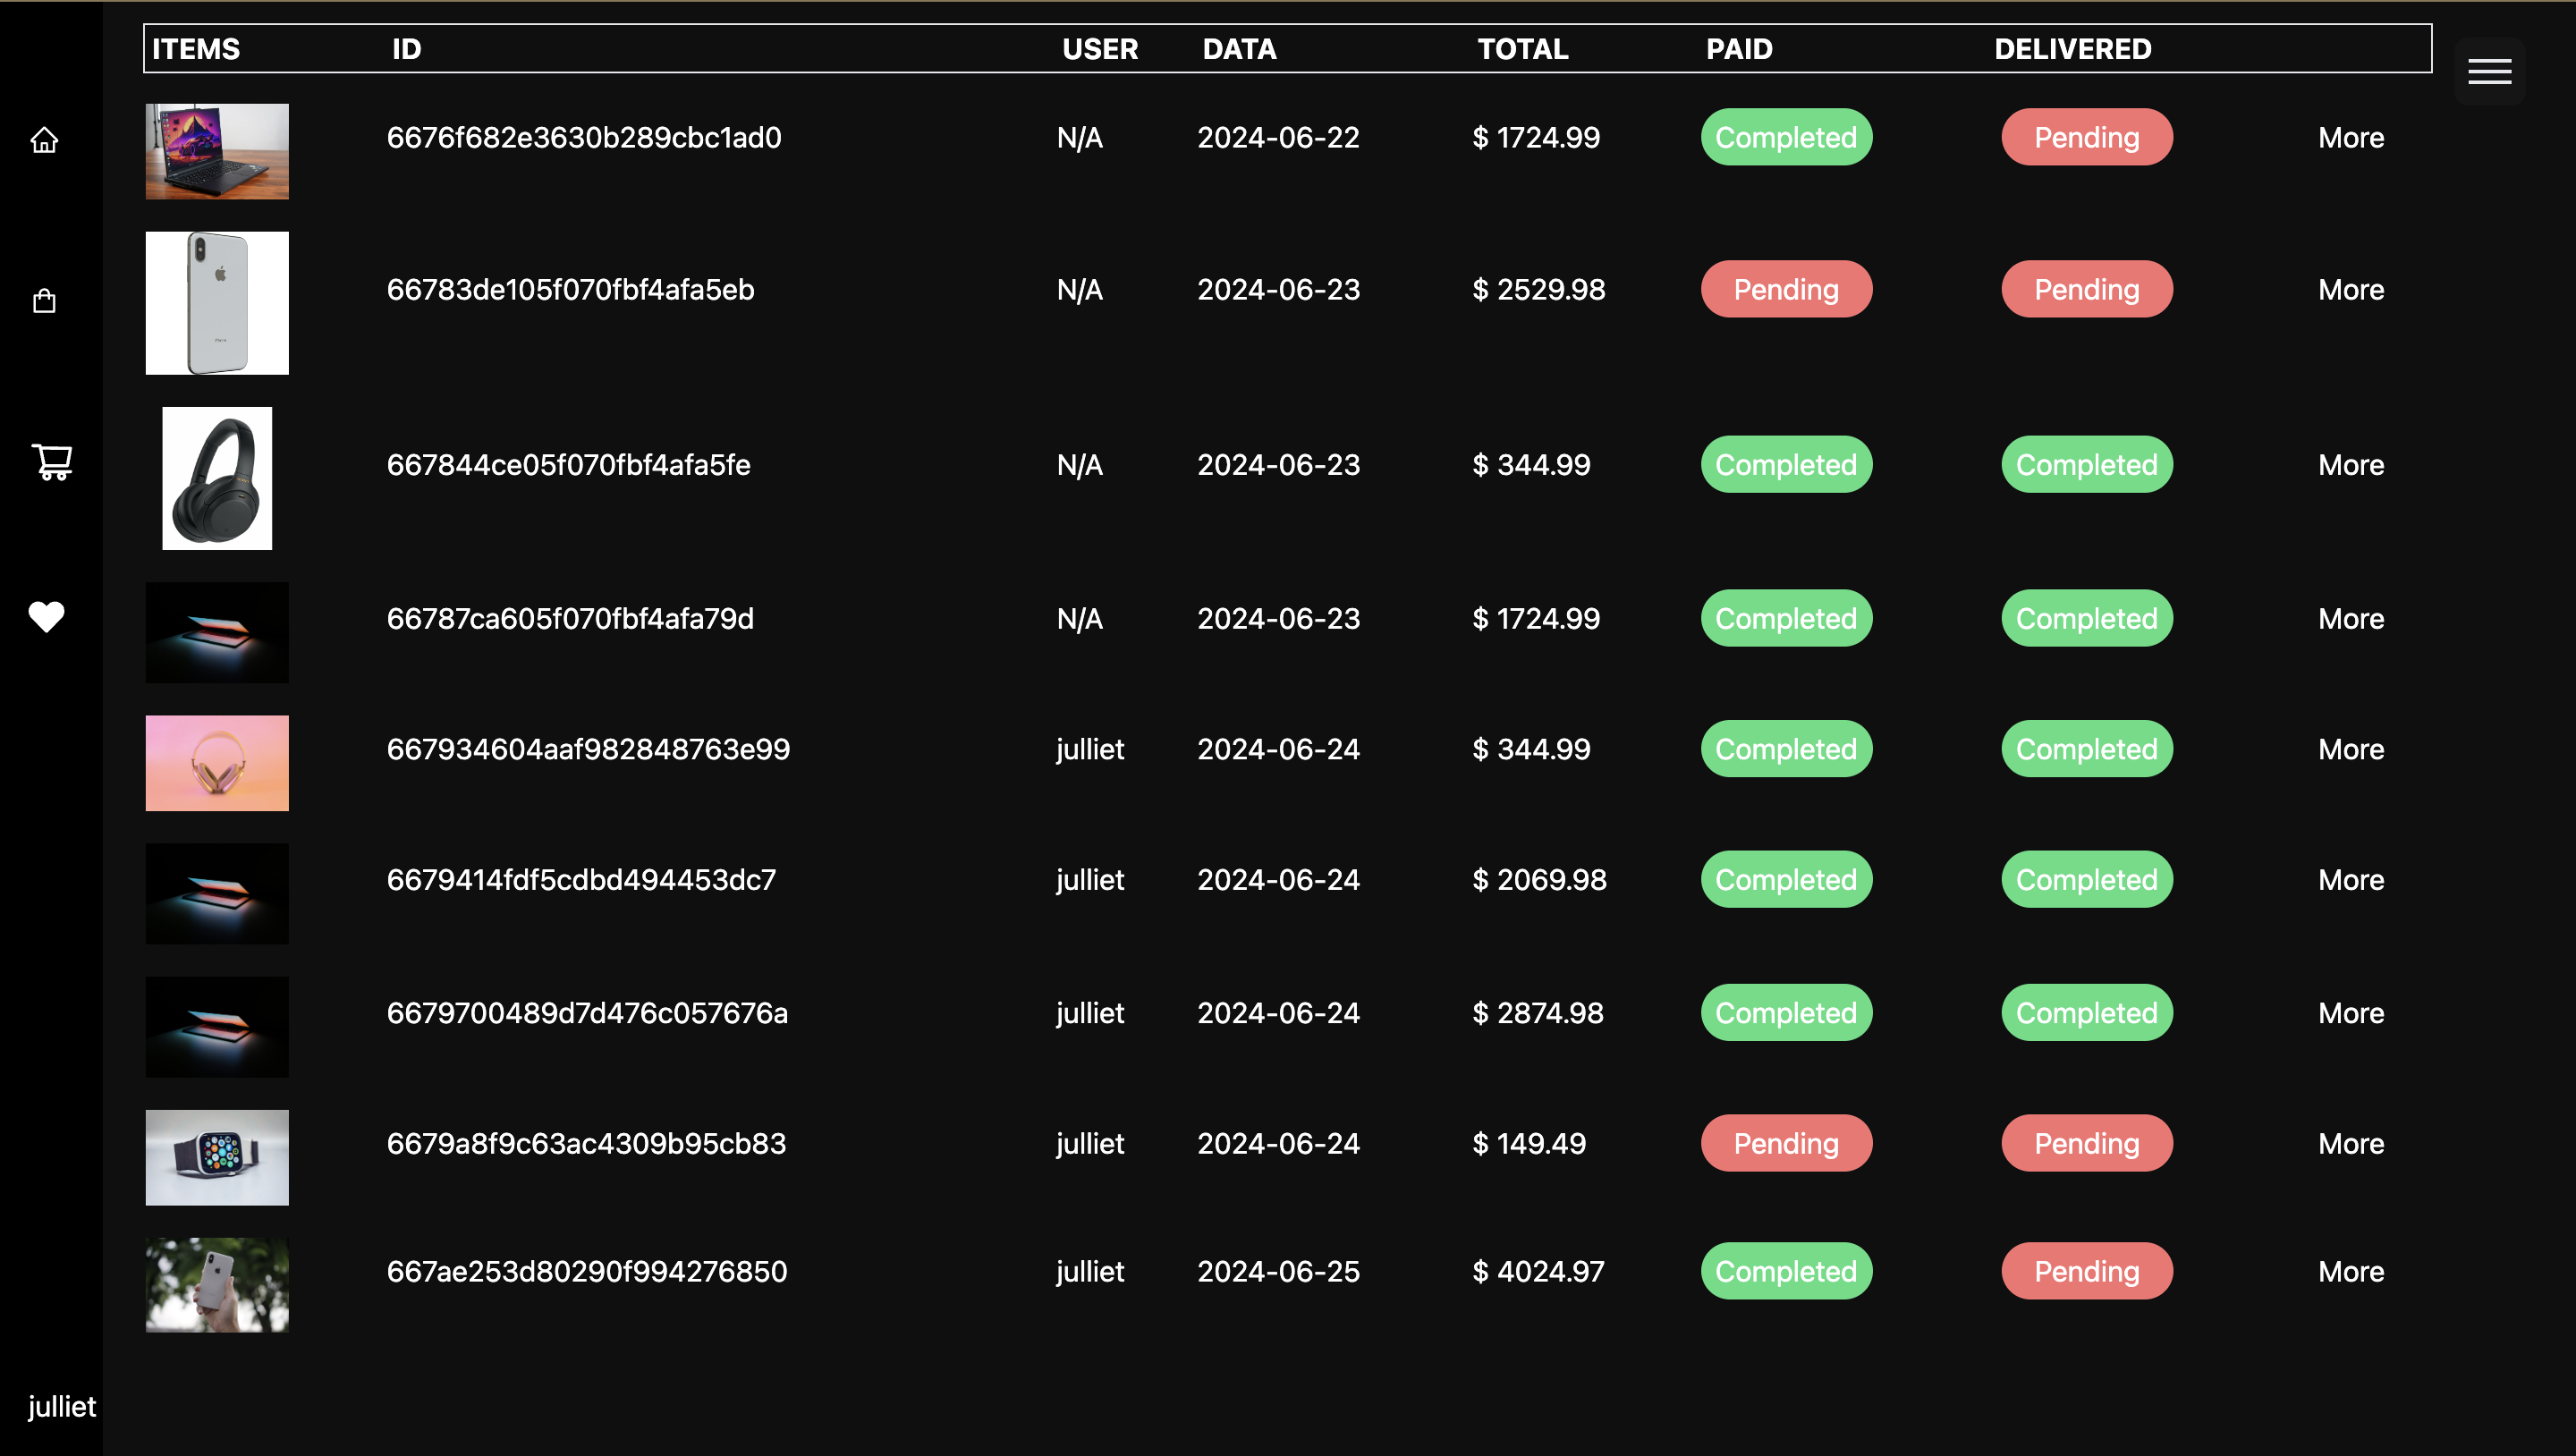 ITEMS ID USER DATA TOTAL PAID DELIVERED
6676f682e3630b289cbc1ad0 N/A 2024-06-22 $ 1724.99 Completed Pending More
66783de105f070fbf4afa5eb N/A 2024-06-23 $ 2529.98 Pending Pending More
667844ce05f070fbf4afa5fe N/A 2024-06-23 $ 344.99 Completed Completed More
66787ca605f070fbf4afa79d N/A 2024-06-23 $ 1724.99 Completed Completed More
667934604aaf982848763e99 julliet 2024-06-24 $ 344.99 Completed Completed More
6679414fdf5cdbd494453dc7 julliet 2024-06-24 $ 2069.98 Completed Completed More
6679700489d7d476c057676a julliet 2024-06-24 $ 2874.98 Completed Completed More
6679a8f9c63ac4309b95cb83 julliet 2024-06-24 $ 149.49 Pending Pending More
667ae253d80290f994276850 julliet 2024-06-25 $ 4024.97 Completed Pending More
julliet